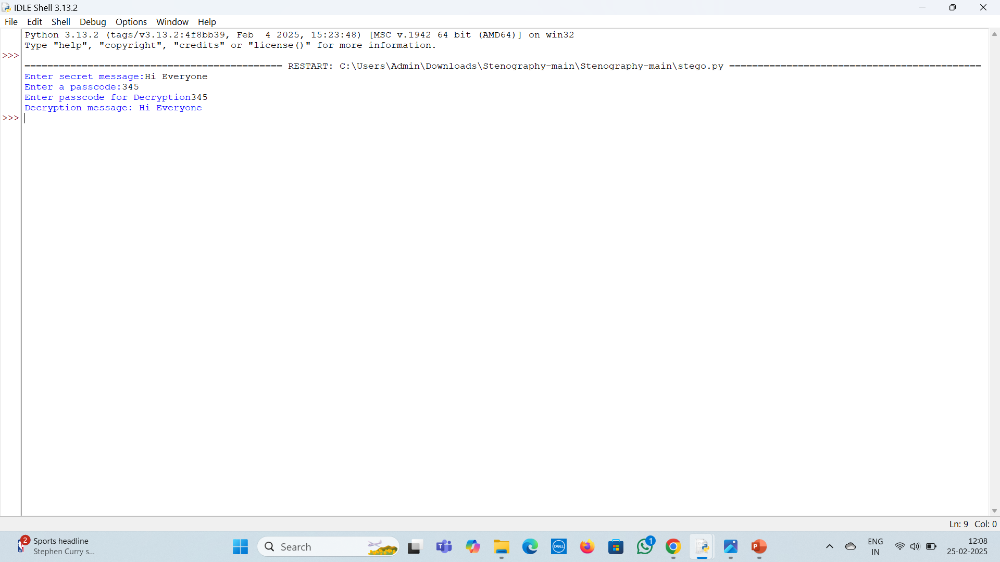 IDLE Shell 3.13.2
File Edit Shell Debug Options Window Help
Python 3.13.2 (tags/v3.13.2:4f8bb39, Feb  4 2025, 15:23:48) [MSC v.1942 64 bit (AMD64)] on win32
Type "help", "copyright", "credits" or "license()" for more information.
>>>
============================================= RESTART: C:\Users\Admin\Downloads\Stenography-main\Stenography-main\stego.py ============================================
Enter secret message:Hi Everyone
Enter a passcode:345
Enter passcode for Decryption345
Decryption message: Hi Everyone
>>>
Ln: 9 Col: 0
2 Sports headline
Stephen Curry s...
Search
T
DELL
1
P
ENG
IN
12:08
25-02-2025